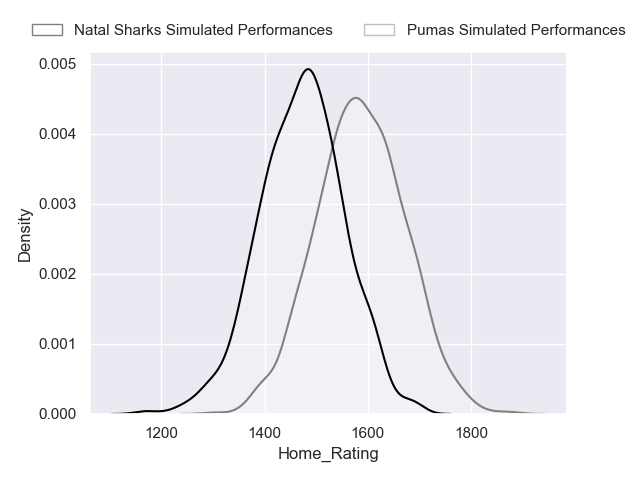 Natal Sharks Simulated Performances
Pumas Simulated Performances
0.005
0.004
0.003
0.002
0.001
0.000
Density
1200
1400
1600
1800
Home_Rating